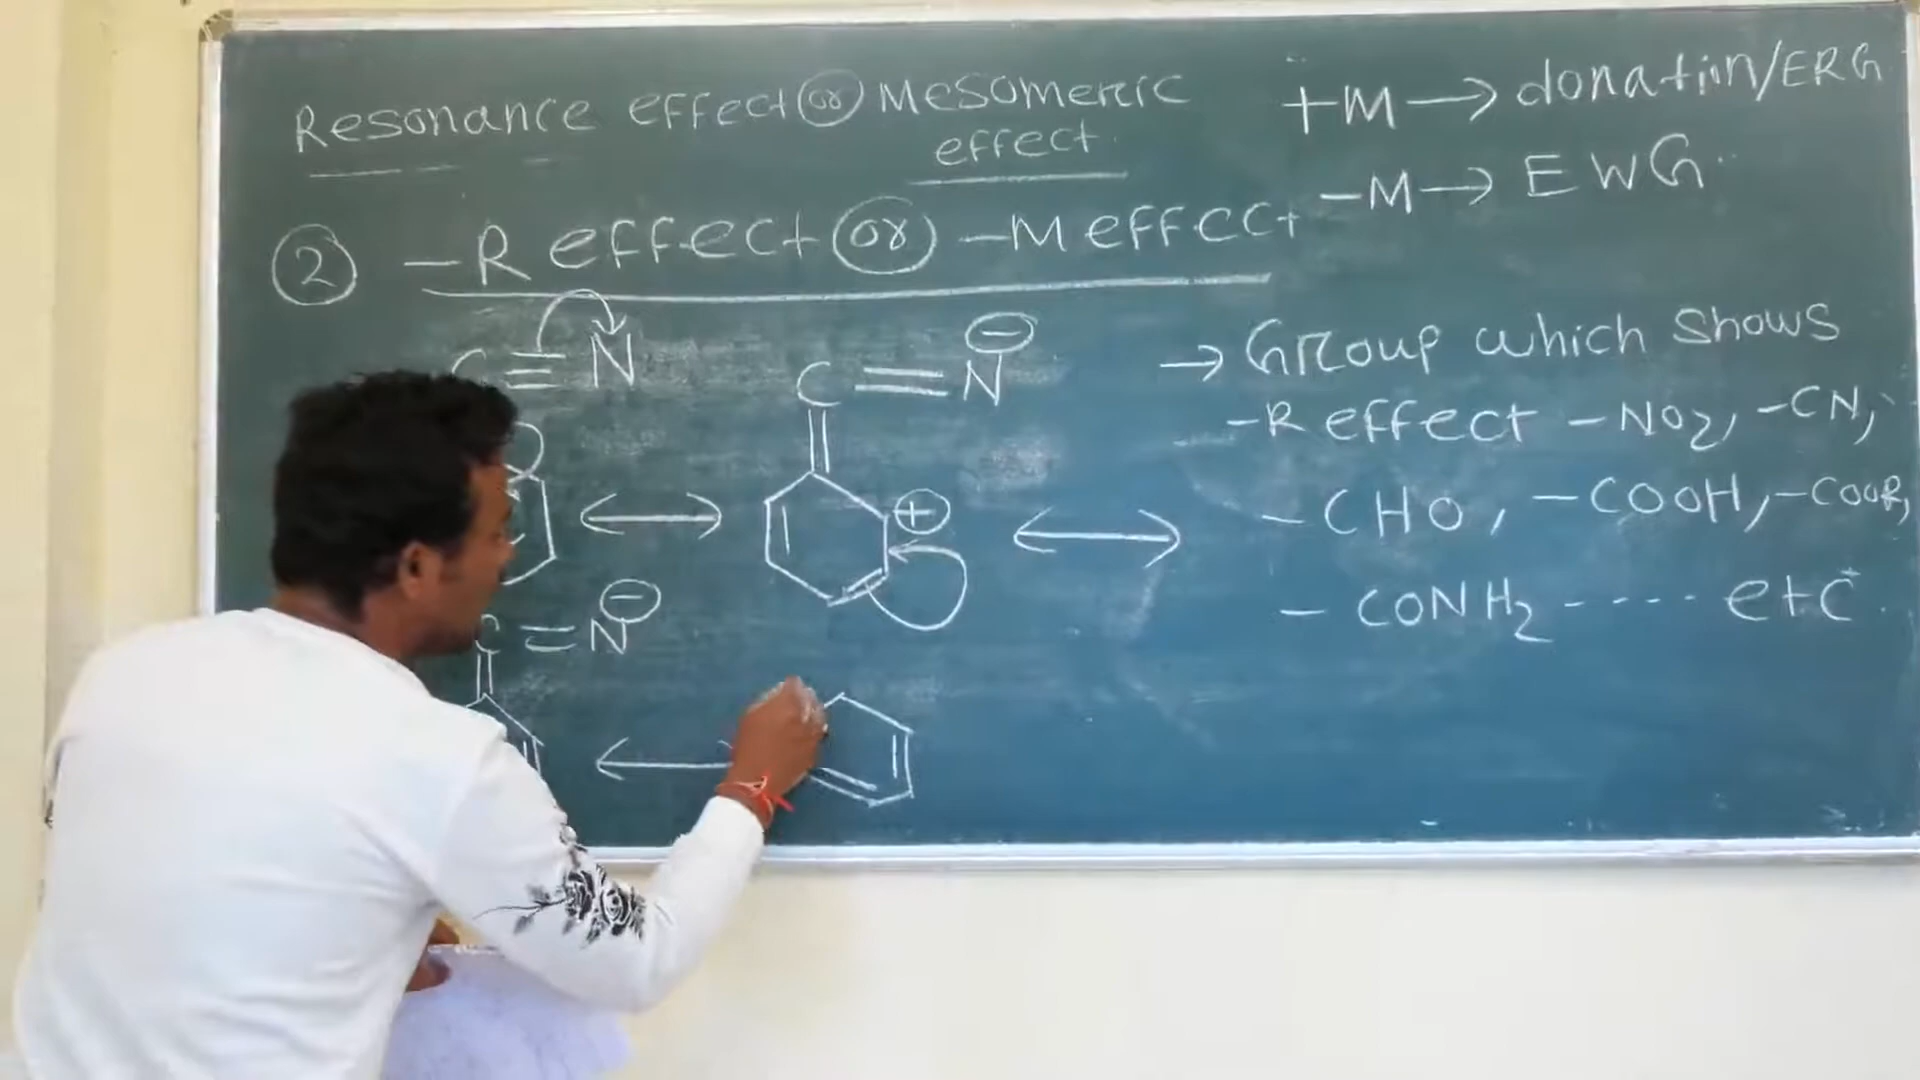 Resonance effect or Mesomeric
effect
+M → donation/ERG
-M → EWG
2 -R effect or -M effect
C ≡ N
C = N -
→ Group which shows
-R effect -NO2, -CN,
- CHO, -COOH, -COOR,
- CONH2 ---- etc
+
C = N -